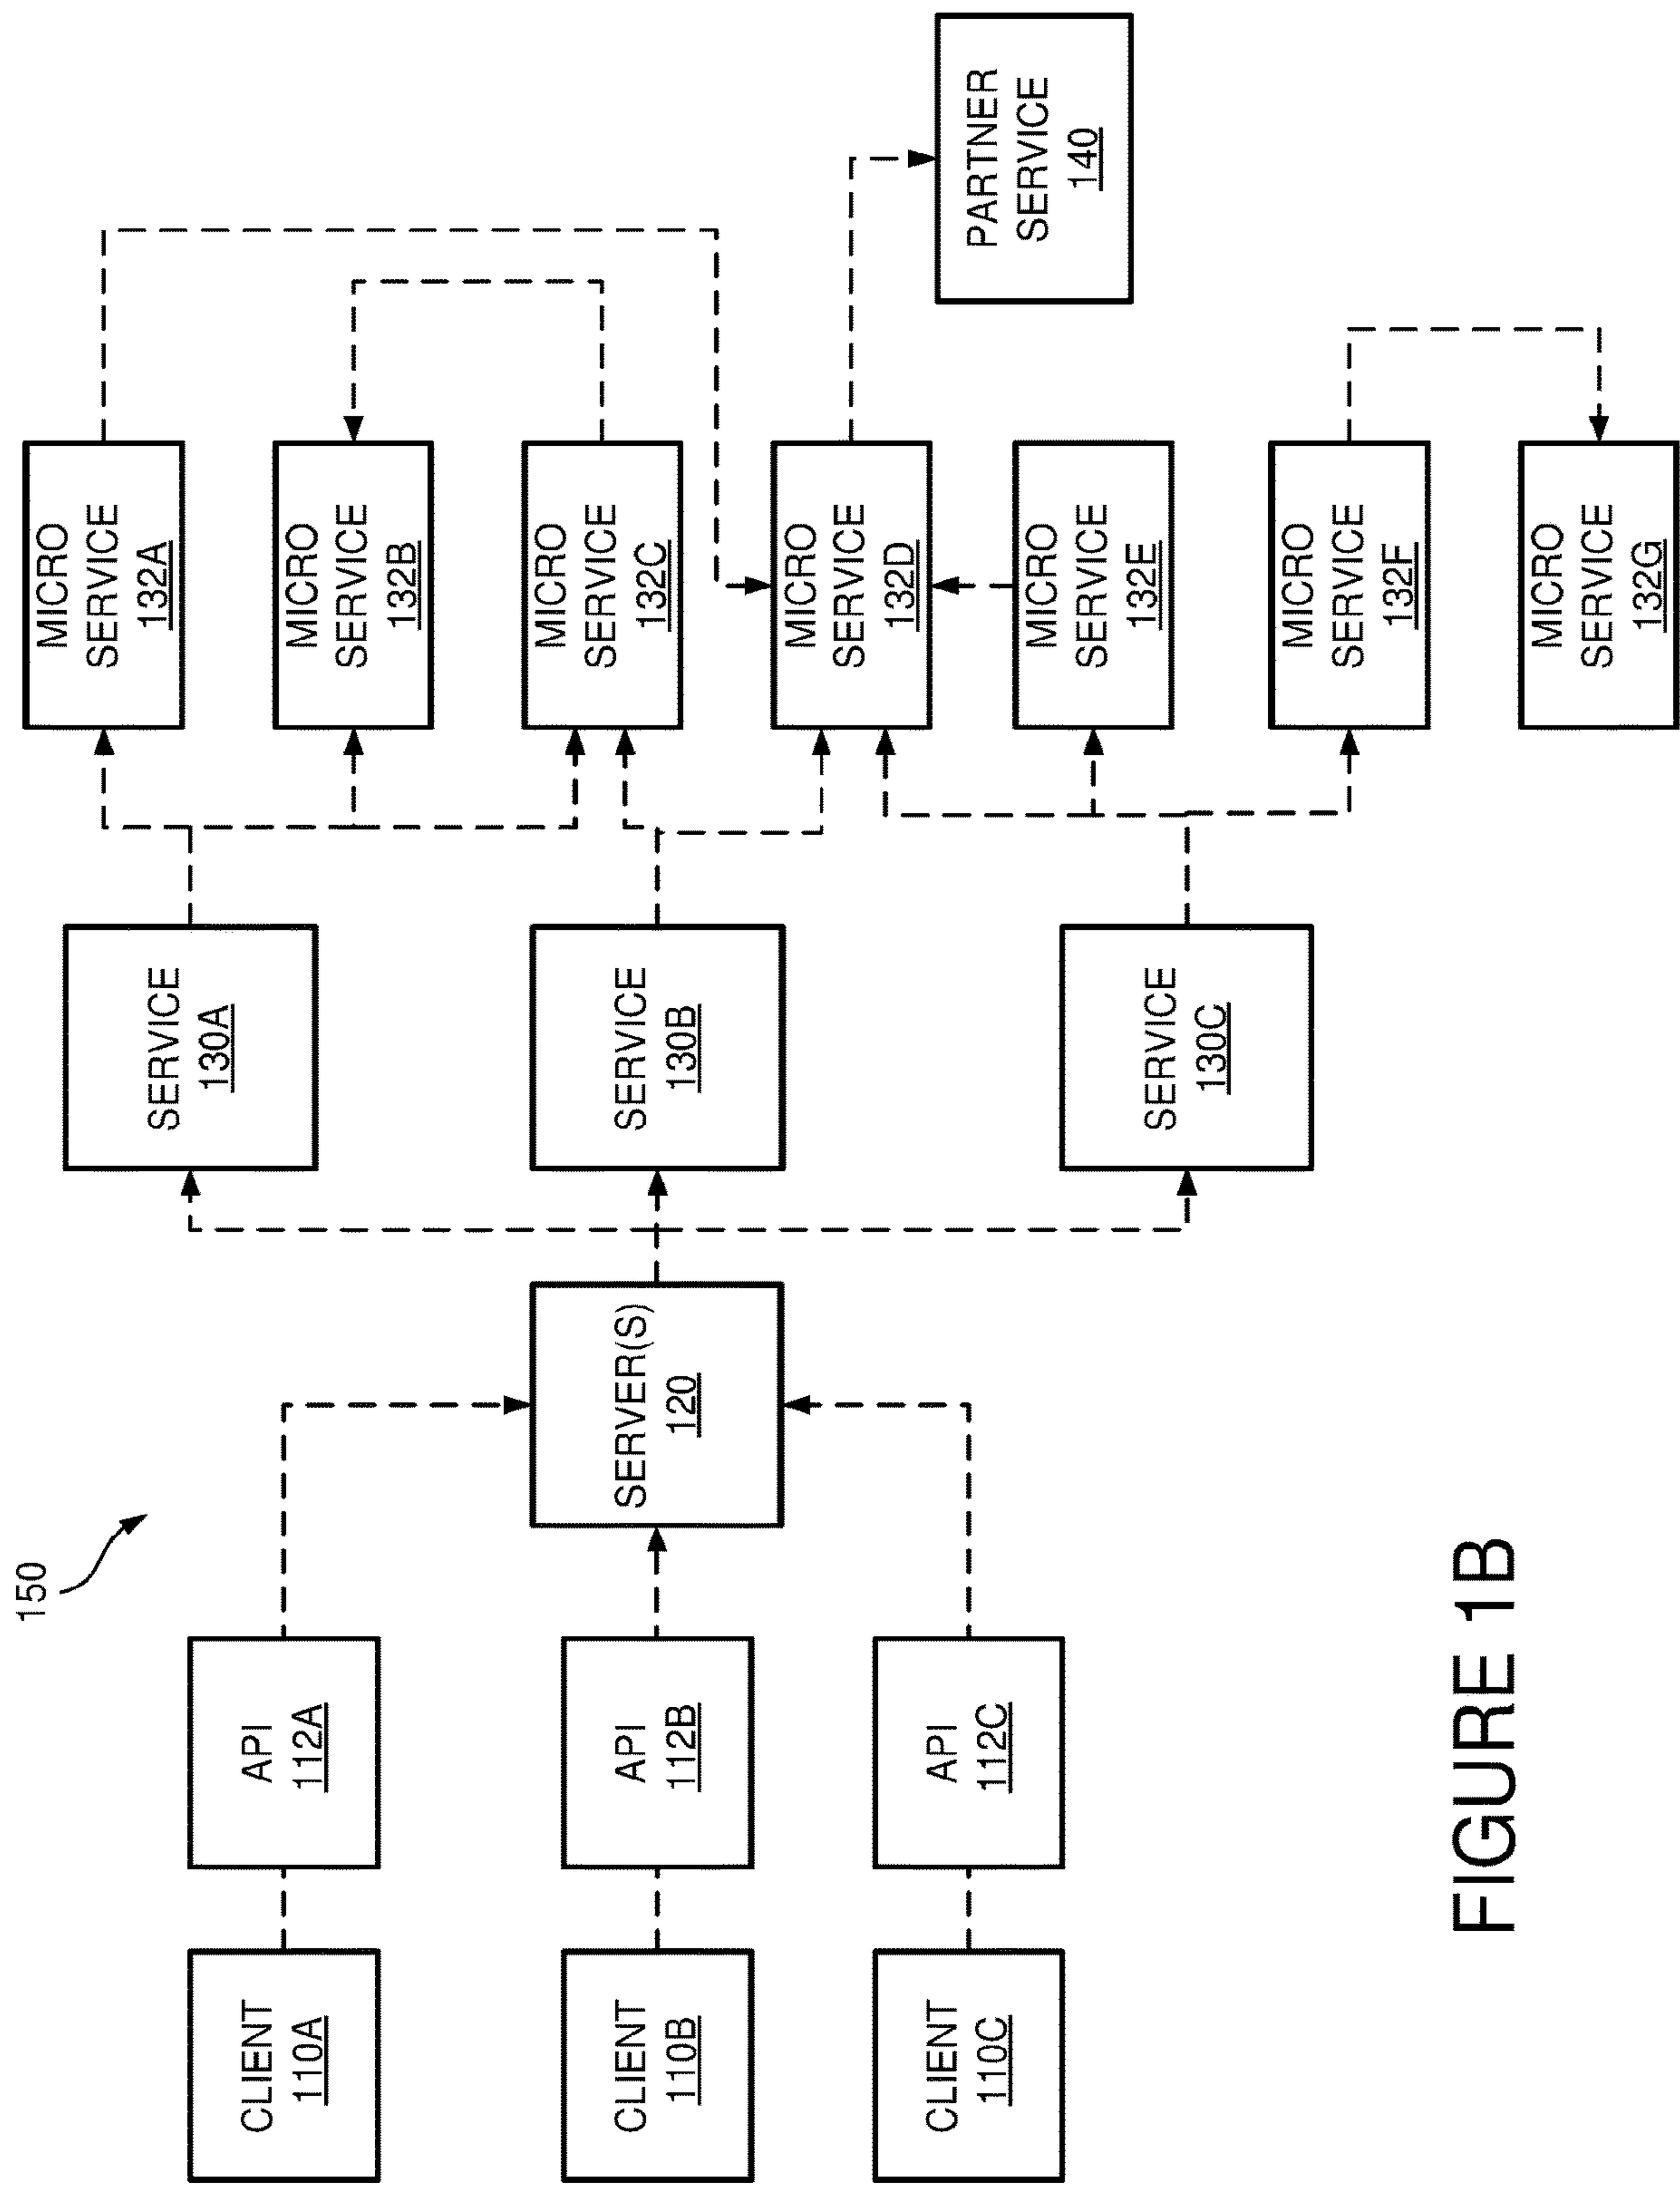 150
CLIENT
110A
API
112A
CLIENT
110B
API
112B
CLIENT
110C
API
112C
SERVER(S)
120
SERVICE
130A
SERVICE
130B
SERVICE
130C
MICRO
SERVICE
132A
MICRO
SERVICE
132B
MICRO
SERVICE
132C
MICRO
SERVICE
132D
MICRO
SERVICE
132E
MICRO
SERVICE
132F
MICRO
SERVICE
132G
PARTNER
SERVICE
140
FIGURE 1B